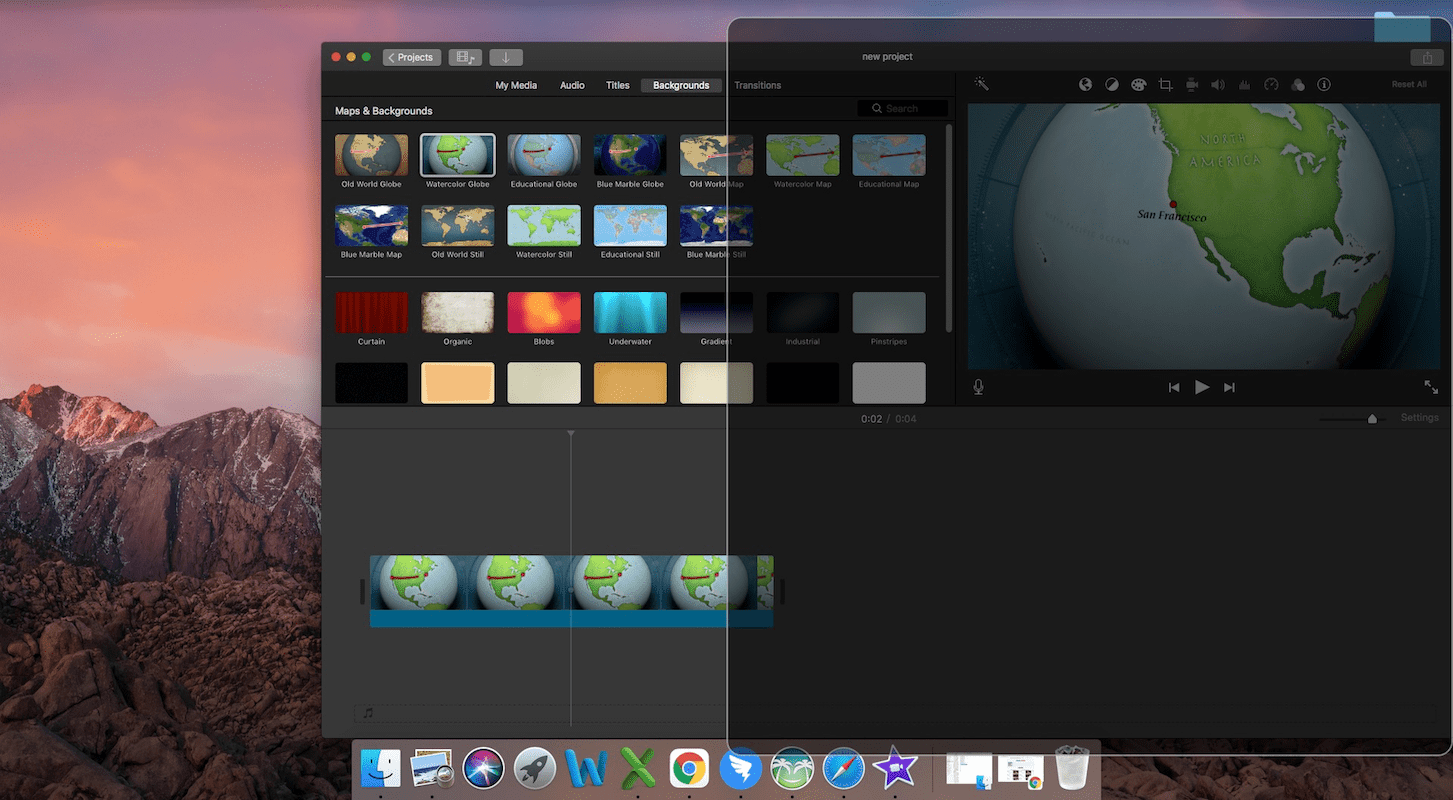 Projects
new project
My Media Audio Titles Backgrounds Transitions
Reset All
Maps & Backgrounds
Search
Old World Globe Watercolor Globe Educational Globe Blue Marble Globe Old World Map Watercolor Map Educational Map
Blue Marble Map Old World Still Watercolor Still Educational Still Blue Marble Still
Curtain Organic Blobs Underwater Gradient Industrial Pinstripes
NORTH
AMERICA
San Francisco
PACIFIC OCEAN
0:02 / 0:04
Settings